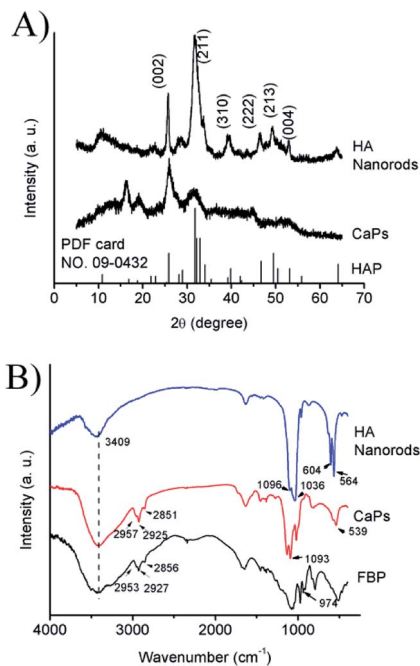 A)
Intensity (a. u.)
(002)
(211)
(310)
(222)
(213)
(004)
HA
Nanorods
CaPs
PDF card
NO. 09-0432
HAP
0 10 20 30 40 50 60 70
2θ (degree)
B)
Intensity (a. u.)
3409
HA
Nanorods
604
564
1096
1036
2851
2957
2925
CaPs
539
1093
2856
FBP
2953
2927
974
4000 3000 2000 1000
Wavenumber (cm⁻¹)